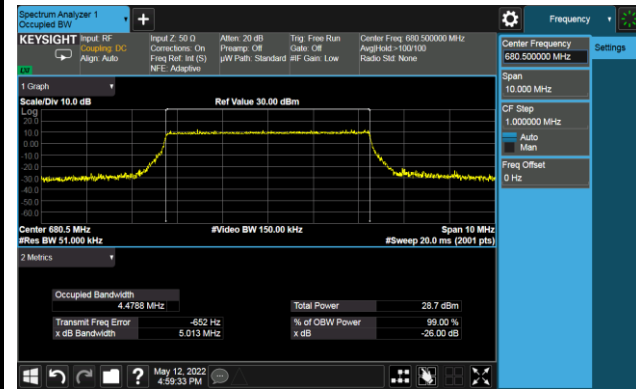 Spectrum Analyzer 1
Occupied BW
+
Frequency
KEYSIGHT
Input: RF
Coupling: DC
Align: Auto
Input Z: 50 Ω
Corrections: On
Freq Ref: Int (S)
NFE: Adaptive
Atten: 20 dB
Preamp: Off
µW Path: Standard
Trig: Free Run
Gate: Off
#IF Gain: Low
Center Freq: 680.500000 MHz
Avg|Hold:>100/100
Radio Std: None
Center Frequency
680.500000 MHz
Settings
Span
10.000 MHz
CF Step
1.000000 MHz
Auto
Man
Freq Offset
0 Hz
1 Graph
Scale/Div 10.0 dB
Ref Value 30.00 dBm
Log
20.0
10.0
0.00
-10.0
-20.0
-30.0
-40.0
-50.0
-60.0
Center 680.5 MHz
#Video BW 150.00 kHz
Span 10 MHz
#Res BW 51.000 kHz
#Sweep 20.0 ms (2001 pts)
2 Metrics
Occupied Bandwidth
4.4788 MHz
Total Power
28.7 dBm
Transmit Freq Error
-652 Hz
% of OBW Power
99.00 %
x dB Bandwidth
5.013 MHz
x dB
-26.00 dB
?
May 12, 2022
4:59:33 PM